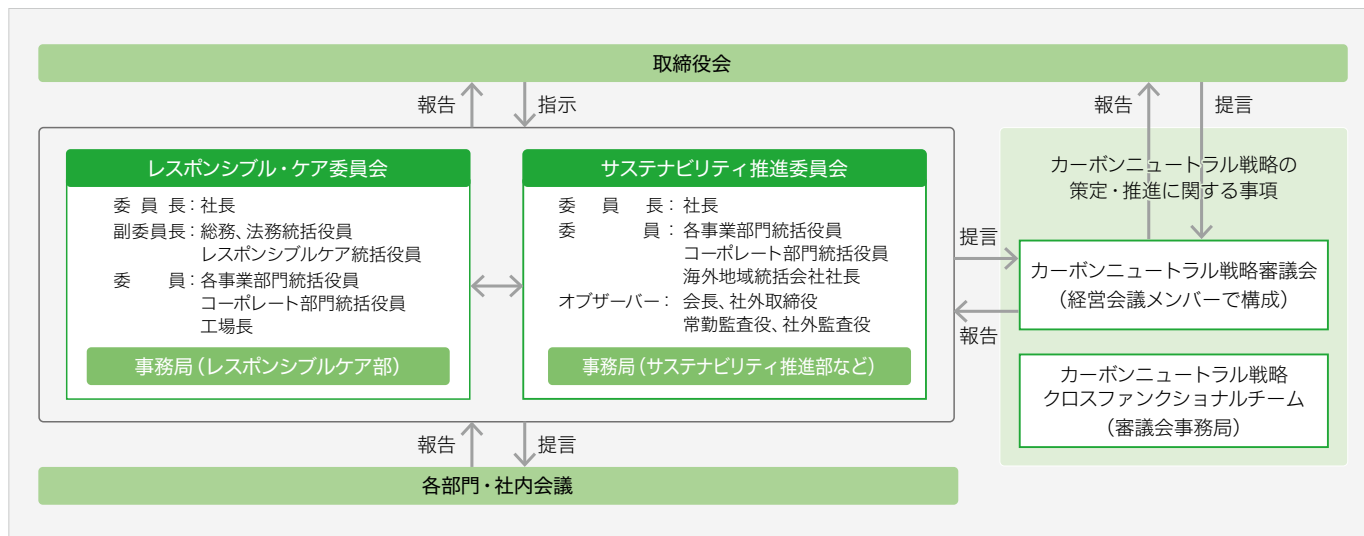 取締役会
報告
指示
報告
提言
レスポンシブル・ケア委員会
委員長：社長
副委員長：総務、法務統括役員
レスポンシブルケア統括役員
委員：各事業部門統括役員
コーポレート部門統括役員
工場長
事務局（レスポンシブルケア部）
サステナビリティ推進委員会
委員長：社長
委員：各事業部門統括役員
コーポレート部門統括役員
海外地域統括会社社長
オブザーバー：会長、社外取締役
常勤監査役、社外監査役
事務局（サステナビリティ推進部など）
提言
報告
カーボンニュートラル戦略の
策定・推進に関する事項
カーボンニュートラル戦略審議会
（経営会議メンバーで構成）
カーボンニュートラル戦略
クロスファンクショナルチーム
（審議会事務局）
報告
提言
各部門・社内会議